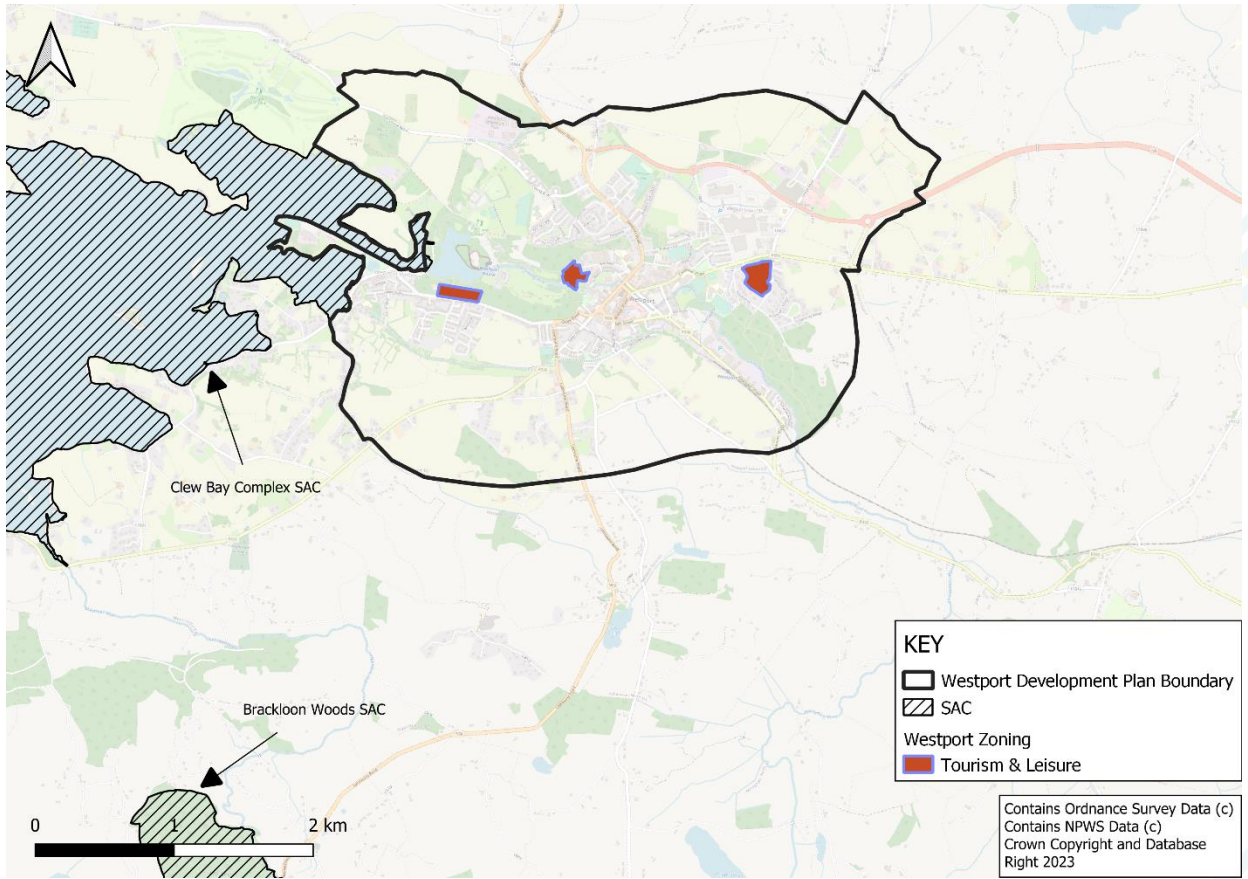 Westport
Clew Bay Complex SAC
Brackloon Woods SAC
0
1
2 km
KEY
Westport Development Plan Boundary
SAC
Westport Zoning
Tourism & Leisure
Contains Ordnance Survey Data (c)
Contains NPWS Data (c)
Crown Copyright and Database
Right 2023